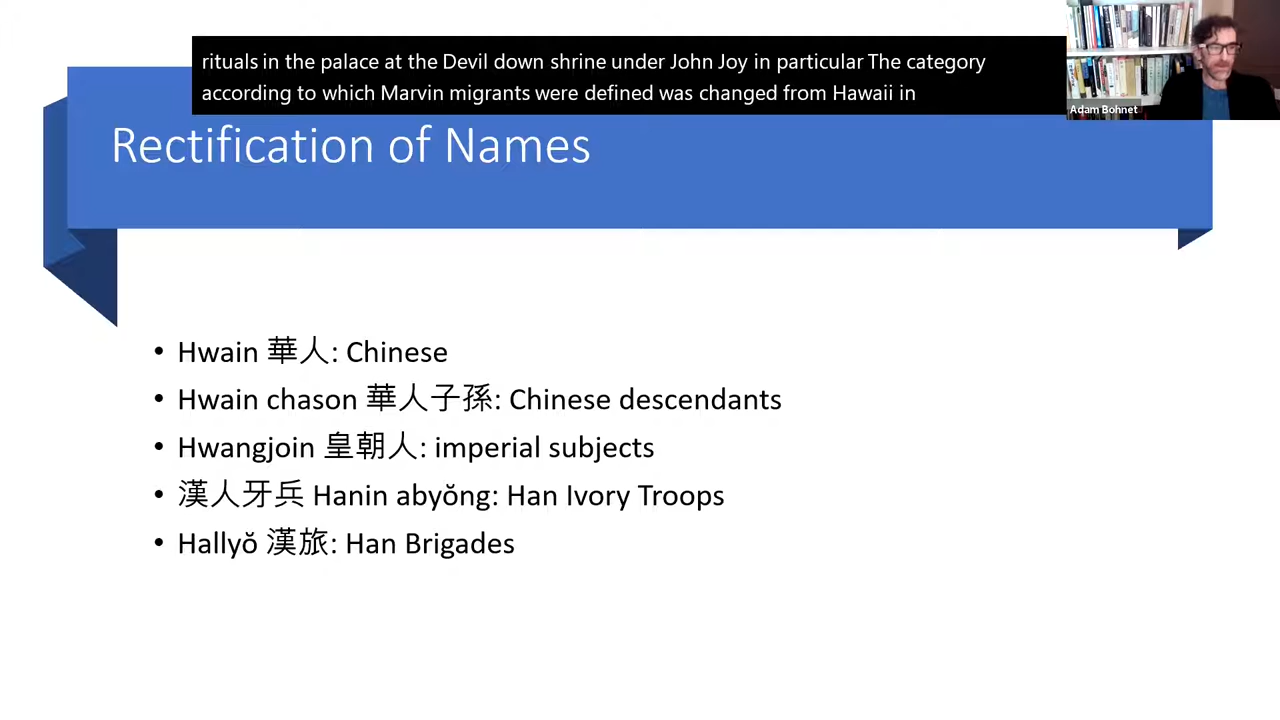 rituals in the palace at the Devil down shrine under John Joy in particular The category
according to which Marvin migrants were defined was changed from Hawaii in
Adam Bohnet
Rectification of Names
• Hwain 華人: Chinese
• Hwain chason 華人子孫: Chinese descendants
• Hwangjoin 皇朝人: imperial subjects
• 漢人牙兵 Hanin abyŏng: Han Ivory Troops
• Hallyŏ 漢旅: Han Brigades